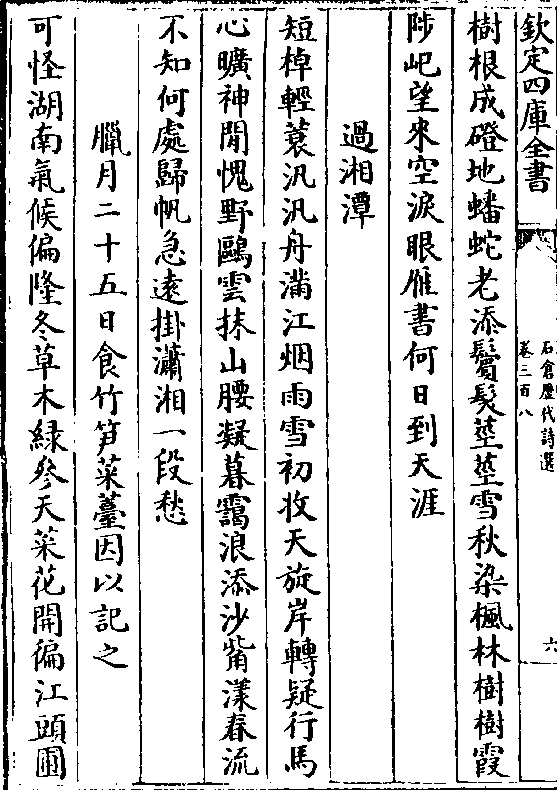 欽定四庫全書
石倉歷代詩選
卷三百八
六
樹根成磴地蟠蛇老添鬢髮莖莖雪秋染楓林樹樹霞
陟屺望來空淚眼雁書何日到天涯
過湘潭
短棹輕蓑汎汎舟滿江烟雨雪初收天旋岸轉疑行馬
心曠神閒愧野鷗雲抹山腰凝暮靄浪添沙觜漾春流
不知何處歸帆急遠掛瀟湘一段愁
臘月二十五日食竹笋菜薹因以記之
可怪湖南氣候偏隆冬草木緑參天菜花開徧江頭圃